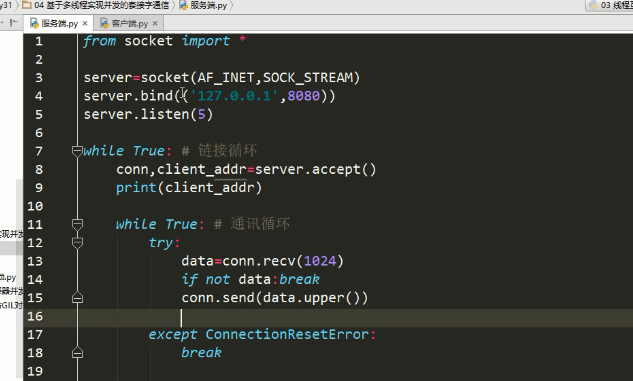 04 基于多线程实现并发的套接字通信 服务端.py
03 线程互
服务端.py × 客户端.py ×
1 from socket import *
2
3 server=socket(AF_INET,SOCK_STREAM)
4 server.bind(('127.0.0.1',8080))
5 server.listen(5)
6
7 while True: # 链接循环
8 conn,client_addr=server.accept()
9 print(client_addr)
10
11 while True: # 通讯循环
12 try:
13 data=conn.recv(1024)
14 if not data:break
15 conn.send(data.upper())
16
17 except ConnectionResetError:
18 break
19
实现并发
.py
器并发
GIL对